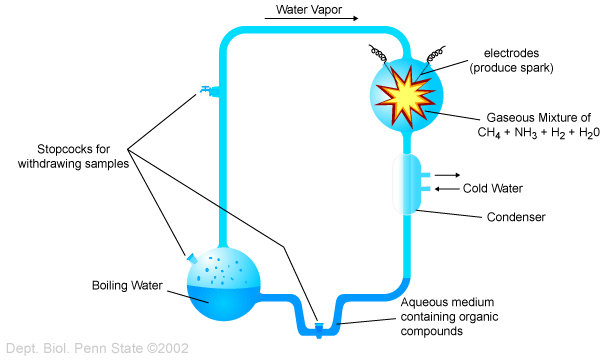 Water Vapor
electrodes
(produce spark)
Gaseous Mixture of
CH4 + NH3 + H2 + H20
Stopcocks for
withdrawing samples
Cold Water
Condenser
Boiling Water
Aqueous medium
containing organic
compounds
Dept. Biol. Penn State ©2002